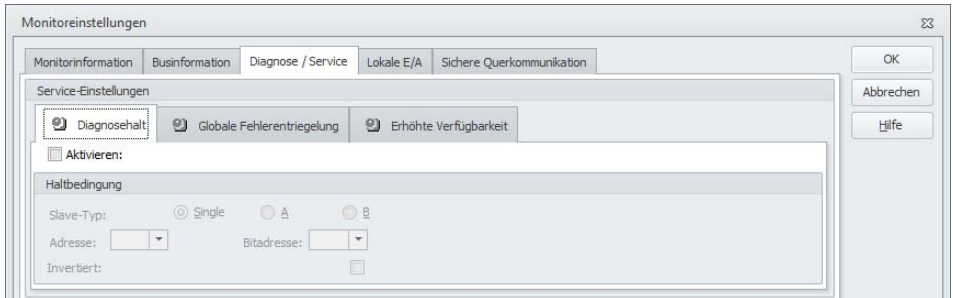 Monitoreinstellungen
Monitorinformation Businformation Diagnose / Service Lokale E/A Sichere Querkommunikation
OK
Service-Einstellungen
Abbrechen
Diagnosehalt Globale Fehlerentriegelung Erhöhte Verfügbarkeit
Hilfe
Aktivieren:
Haltbedingung
Slave-Typ: Single A B
Adresse: Bitadresse:
Invertiert: